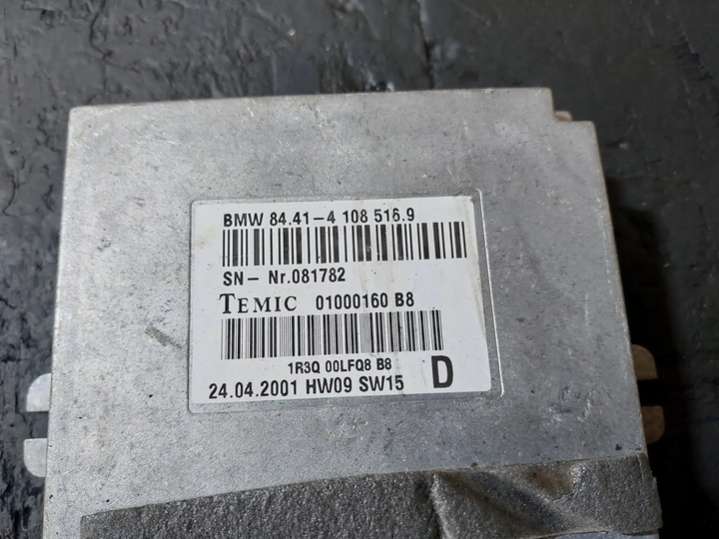 BMW 84.41-4 108 516.9
SN- Nr.081782
TEMIC 01000160 B8
1R3Q 00LFQ8 B8
24.04.2001 HW09 SW15 D